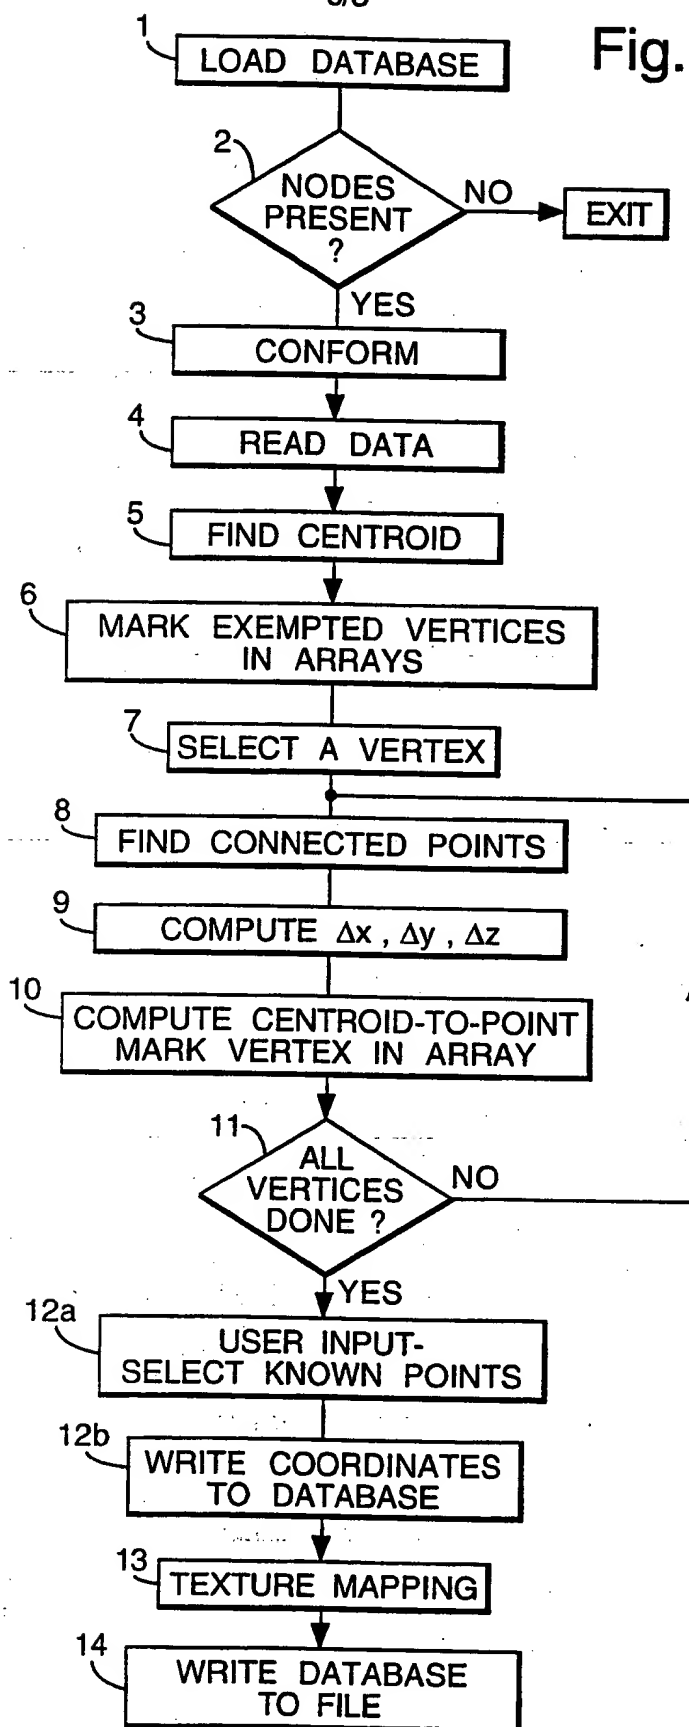 1
LOAD DATABASE
Fig.
2
NODES
PRESENT
?
NO
EXIT
YES
3
CONFORM
4
READ DATA
5
FIND CENTROID
6
MARK EXEMPTED VERTICES
IN ARRAYS
7
SELECT A VERTEX
8
FIND CONNECTED POINTS
9
COMPUTE Δx , Δy , Δz
10
COMPUTE CENTROID-TO-POINT
MARK VERTEX IN ARRAY
11
ALL
VERTICES
DONE ?
NO
YES
12a
USER INPUT-
SELECT KNOWN POINTS
12b
WRITE COORDINATES
TO DATABASE
13
TEXTURE MAPPING
14
WRITE DATABASE
TO FILE